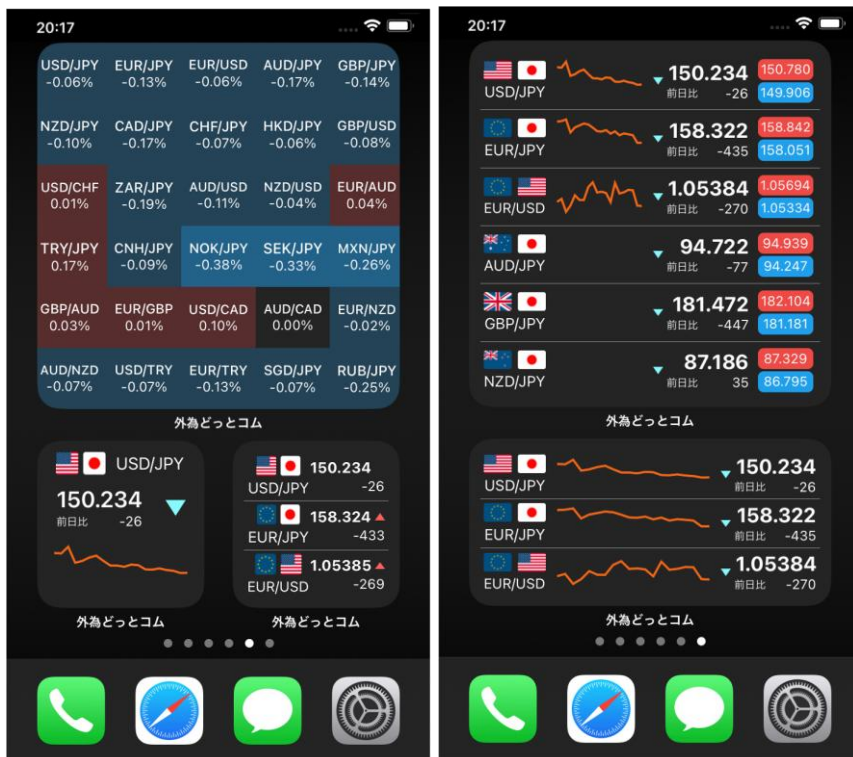 20:17
USD/JPY EUR/JPY EUR/USD AUD/JPY GBP/JPY
-0.06% -0.13% -0.06% -0.17% -0.14%
NZD/JPY CAD/JPY CHF/JPY HKD/JPY GBP/USD
-0.10% -0.17% -0.07% -0.06% -0.08%
USD/CHF ZAR/JPY AUD/USD NZD/USD EUR/AUD
0.01% -0.19% -0.11% -0.04% 0.04%
TRY/JPY CNH/JPY NOK/JPY SEK/JPY MXN/JPY
0.17% -0.09% -0.38% -0.33% -0.26%
GBP/AUD EUR/GBP USD/CAD AUD/CAD EUR/NZD
0.03% 0.01% 0.10% 0.00% -0.02%
AUD/NZD USD/TRY EUR/TRY SGD/JPY RUB/JPY
-0.07% -0.07% -0.13% -0.07% -0.25%
外為どっとコム
USD/JPY
150.234
前日比 -26
外為どっとコム
150.234
USD/JPY -26
158.324
EUR/JPY -433
1.05385
EUR/USD -269
外為どっとコム
20:17
150.234 150.780
USD/JPY 前日比 -26 149.906
158.322 158.842
EUR/JPY 前日比 -435 158.051
1.05384 1.05694
EUR/USD 前日比 -270 1.05334
94.722 94.939
AUD/JPY 前日比 -77 94.247
181.472 182.104
GBP/JPY 前日比 -447 181.181
87.186 87.329
NZD/JPY 前日比 35 86.795
外為どっとコム
150.234
USD/JPY 前日比 -26
158.322
EUR/JPY 前日比 -435
1.05384
EUR/USD 前日比 -270
外為どっとコム